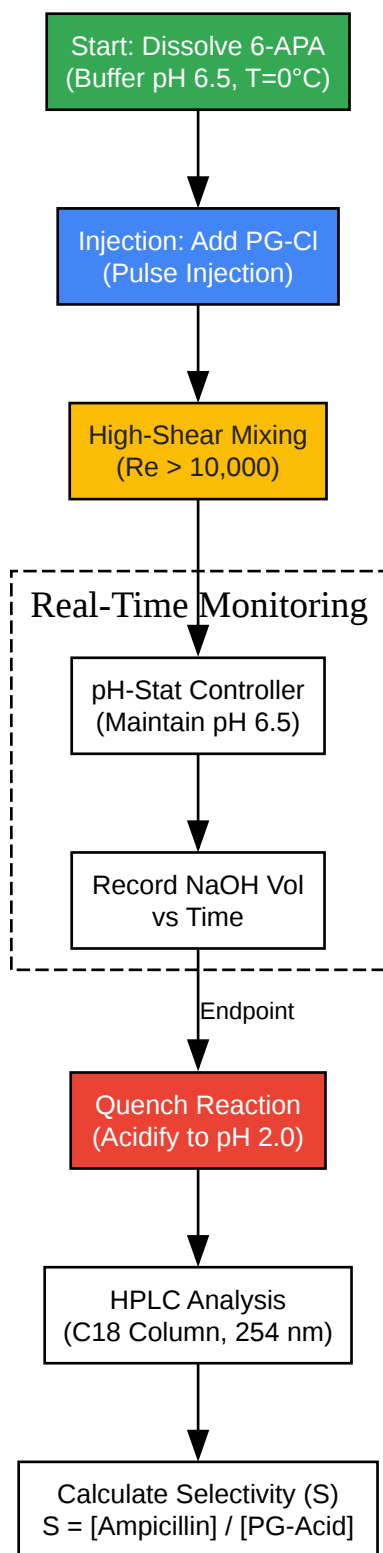 Start: Dissolve 6-APA
(Buffer pH 6.5, T=0°C)
Injection: Add PG-Cl
(Pulse Injection)
High-Shear Mixing
(Re > 10,000)
Real-Time Monitoring
pH-Stat Controller
(Maintain pH 6.5)
Record NaOH Vol
vs Time
Endpoint
Quench Reaction
(Acidify to pH 2.0)
HPLC Analysis
(C18 Column, 254 nm)
Calculate Selectivity (S)
S = [Ampicillin] / [PG-Acid]